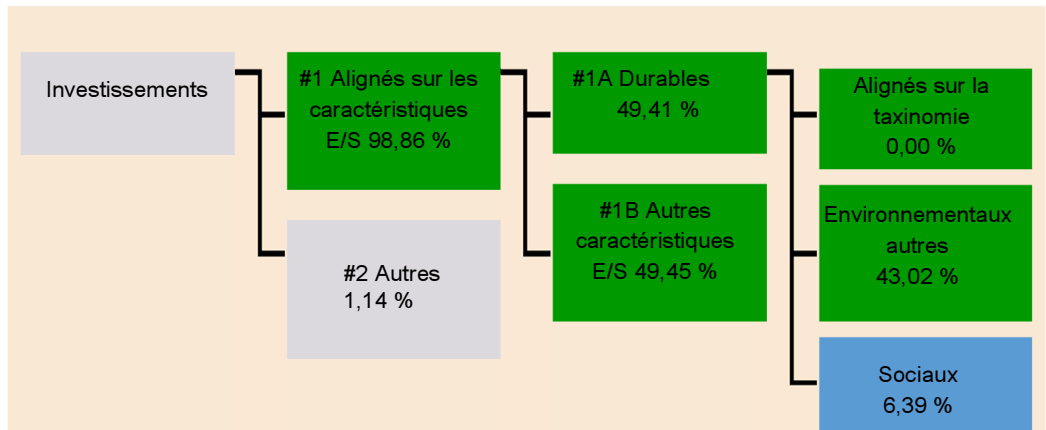 Investissements
#1 Alignés sur les
caractéristiques
E/S 98,86 %
#2 Autres
1,14 %
#1A Durables
49,41 %
#1B Autres
caractéristiques
E/S 49,45 %
Alignés sur la
taxinomie
0,00 %
Environnementaux
autres
43,02 %
Sociaux
6,39 %